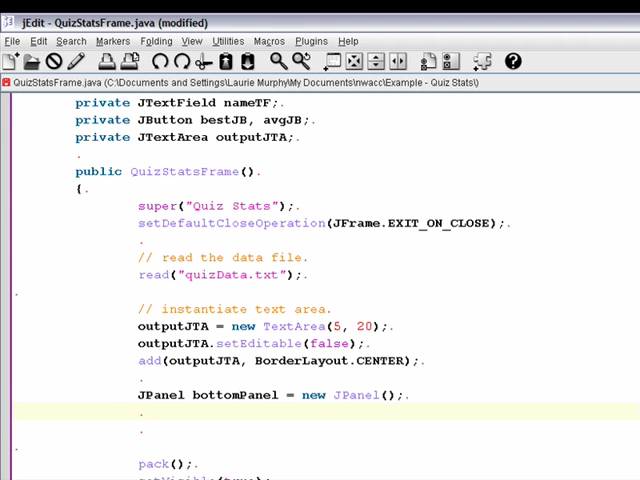 jEdit - QuizStatsFrame.java (modified)
File Edit Search Markers Folding View Utilities Macros Plugins Help
QuizStatsFrame.java (C:\Documents and Settings\Laurie Murphy\My Documents\nwacc\Example - Quiz Stats\)
private JTextField nameTF;.
private JButton bestJB, avgJB;.
private JTextArea outputJTA;.
.
public QuizStatsFrame().
{.
super("Quiz Stats");.
setDefaultCloseOperation(JFrame.EXIT_ON_CLOSE);.
.
// read the data file.
read("quizData.txt");.
.
// instantiate text area.
outputJTA = new TextArea(5, 20);.
outputJTA.setEditable(false);.
add(outputJTA, BorderLayout.CENTER);.
.
JPanel bottomPanel = new JPanel();.
.
.
.
pack();.
setVisible(true);.